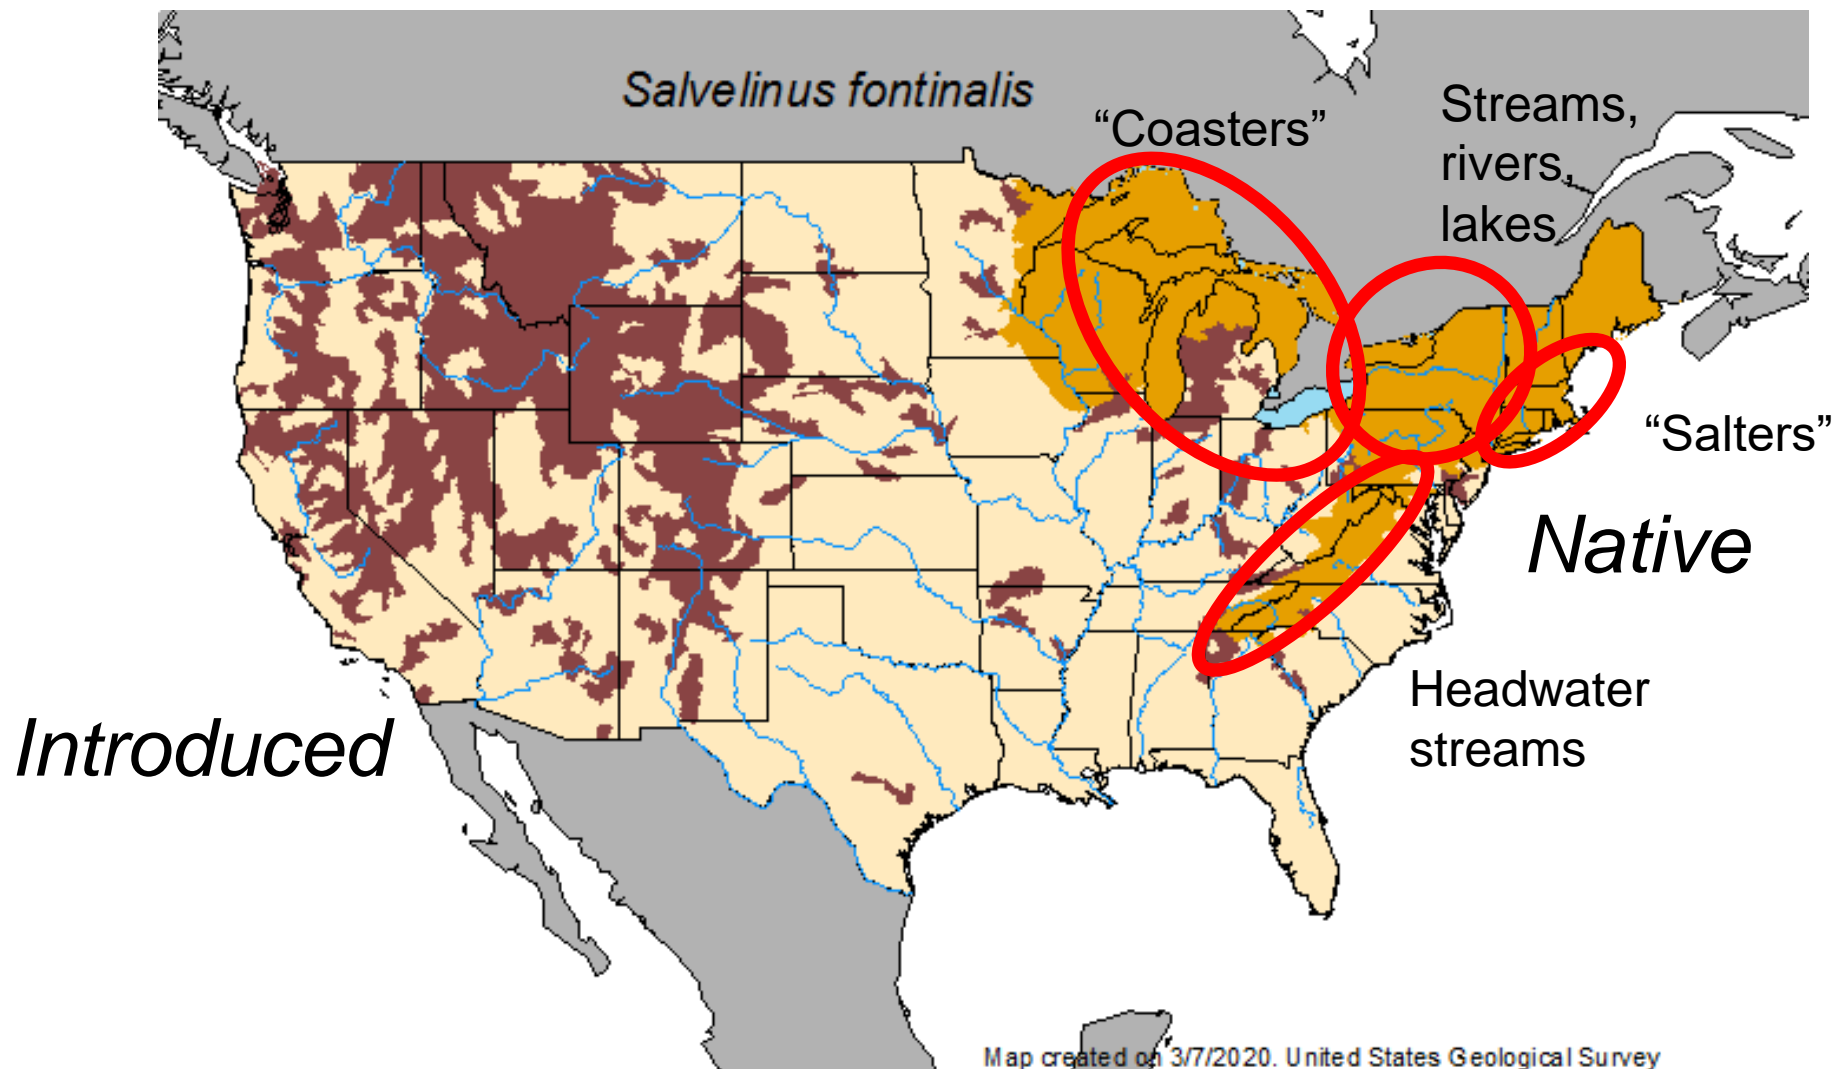 Salvelinus fontinalis
“Coasters”
Streams,
rivers,
lakes
“Salters”
Native
Headwater
streams
Introduced
Map created on 3/7/2020. United States Geological Survey